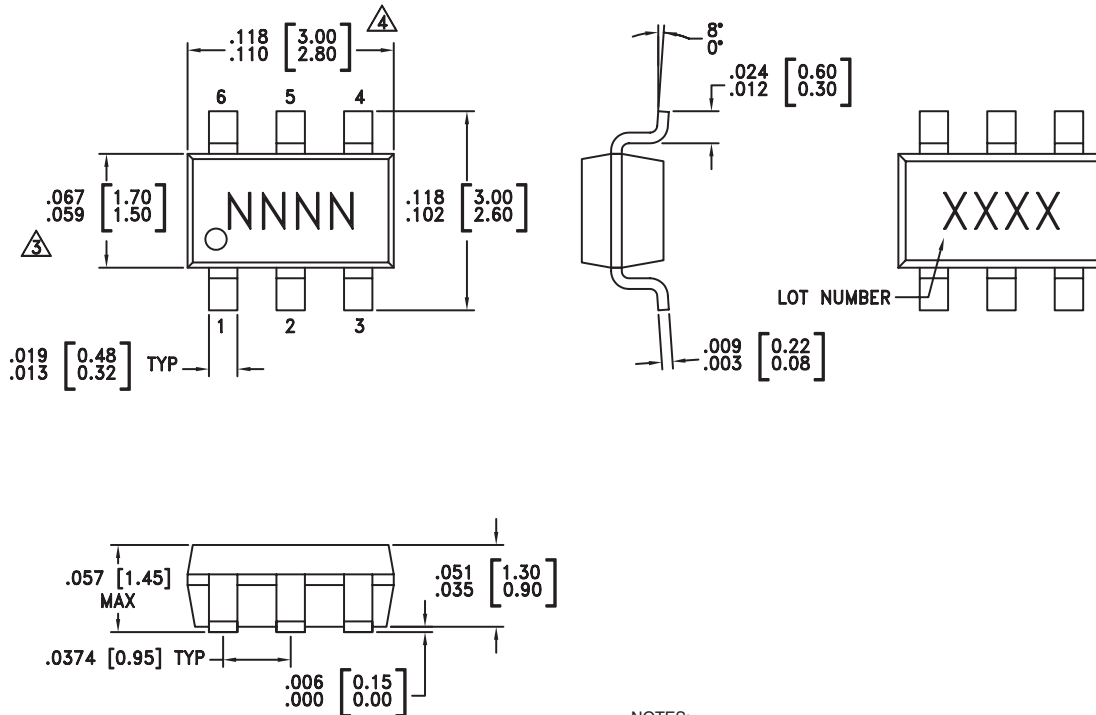 .118 [3.00]
.110 [2.80]
4
6 5 4
.067 [1.70]
.059 [1.50]
3
NNNN
.118 [3.00]
.102 [2.60]
1 2 3
.019 [0.48] TYP
.013 [0.32]
8°
0°
.024 [0.60]
.012 [0.30]
.009 [0.22]
.003 [0.08]
XXXX
LOT NUMBER
.057 [1.45]
MAX
.051 [1.30]
.035 [0.90]
.0374 [0.95] TYP
.006 [0.15]
.000 [0.00]
NOTES: